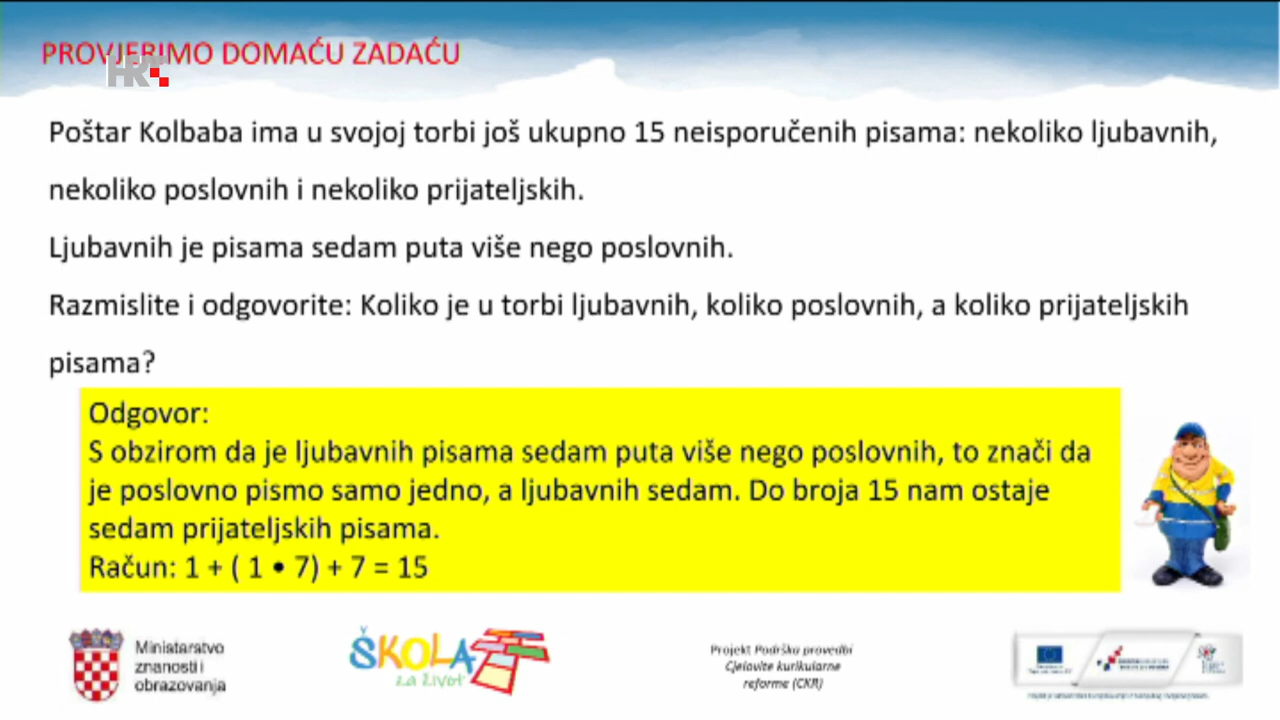 PROVJERIMO DOMAĆU ZADAĆU
HRT
Poštar Kolbaba ima u svojoj torbi još ukupno 15 neisporučenih pisama: nekoliko ljubavnih,
nekoliko poslovnih i nekoliko prijateljskih.
Ljubavnih je pisama sedam puta više nego poslovnih.
Razmislite i odgovorite: Koliko je u torbi ljubavnih, koliko poslovnih, a koliko prijateljskih
pisama?
Odgovor:
S obzirom da je ljubavnih pisama sedam puta više nego poslovnih, to znači da
je poslovno pismo samo jedno, a ljubavnih sedam. Do broja 15 nam ostaje
sedam prijateljskih pisama.
Račun: 1 + ( 1 • 7) + 7 = 15
Ministarstvo
znanosti i
obrazovanja
ŠKOLA
za život
Projekt Podrška provedbi
Cjelovite kurikularne
reforme (CKR)